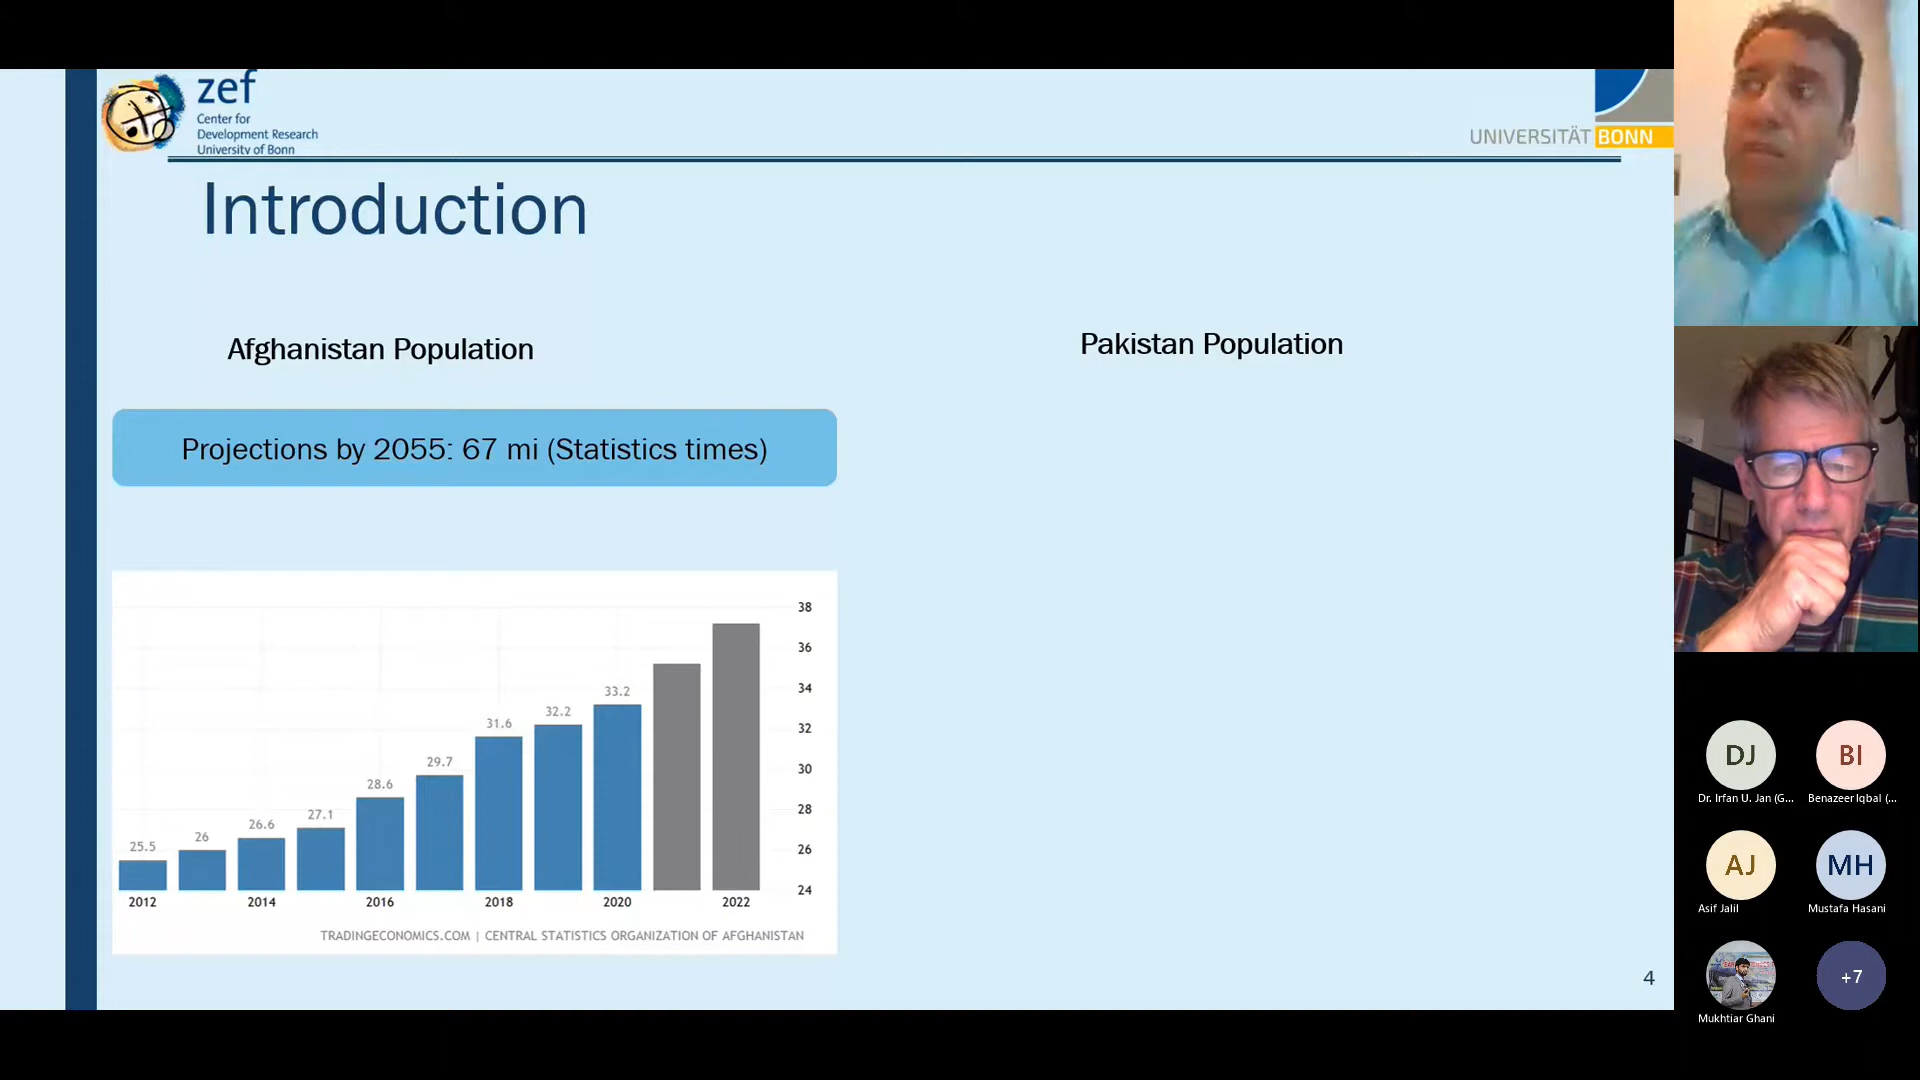 zef
Center for
Development Research
University of Bonn
UNIVERSITÄT BONN
Introduction
Afghanistan Population
Pakistan Population
Projections by 2055: 67 mi (Statistics times)
38
36
34
32
30
28
26
24
25.5
26
26.6
27.1
28.6
29.7
31.6
32.2
33.2
2012
2014
2016
2018
2020
2022
TRADINGECONOMICS.COM | CENTRAL STATISTICS ORGANIZATION OF AFGHANISTAN
4
DJ
BI
Dr. Irfan U. Jan (G...
Benazeer Iqbal (...
AJ
MH
Asif Jalil
Mustafa Hasani
+7
Mukhtiar Ghani